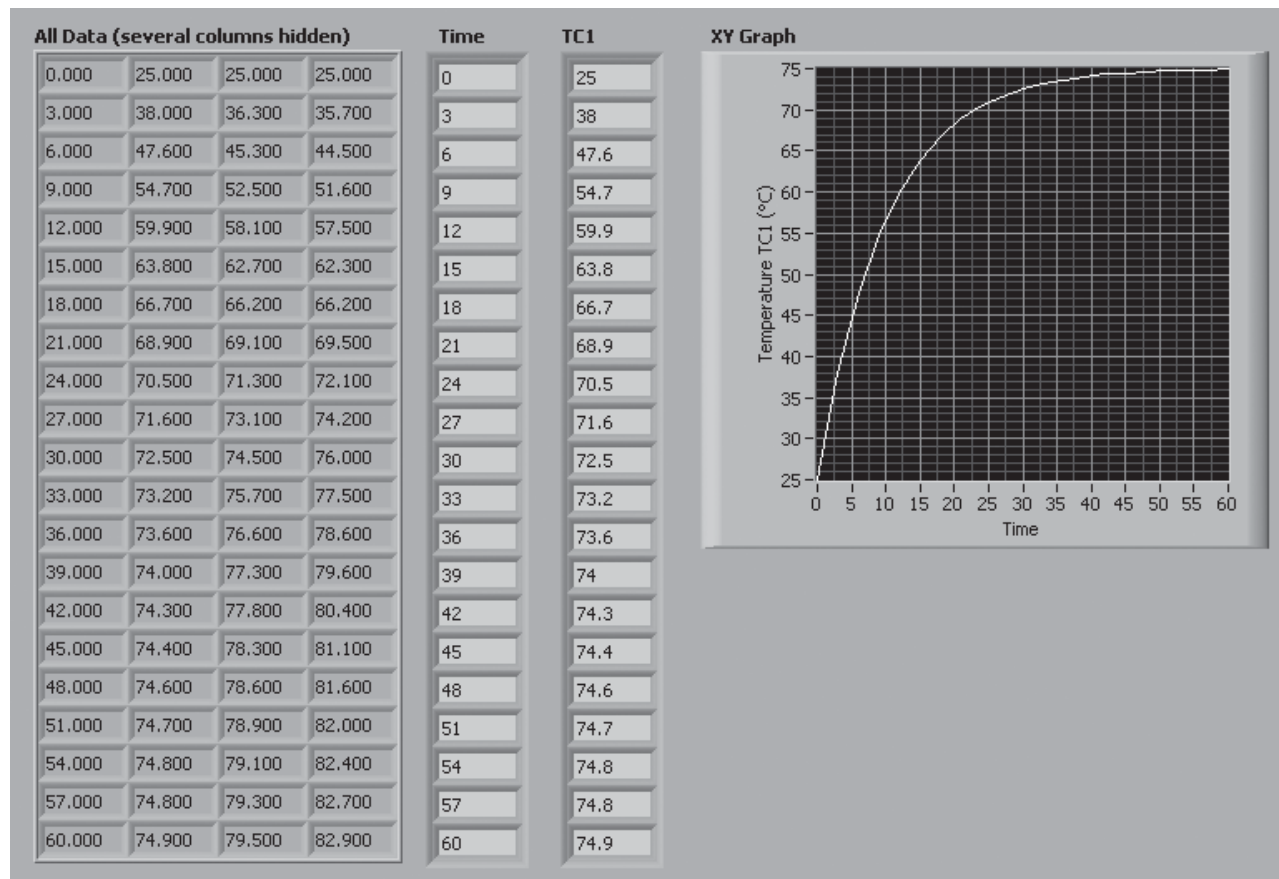 All Data (several columns hidden) Time TC1 XY Graph
0.000 25.000 25.000 25.000 0 25
3.000 38.000 36.300 35.700 3 38
6.000 47.600 45.300 44.500 6 47.6
9.000 54.700 52.500 51.600 9 54.7
12.000 59.900 58.100 57.500 12 59.9
15.000 63.800 62.700 62.300 15 63.8
18.000 66.700 66.200 66.200 18 66.7
21.000 68.900 69.100 69.500 21 68.9
24.000 70.500 71.300 72.100 24 70.5
27.000 71.600 73.100 74.200 27 71.6
30.000 72.500 74.500 76.000 30 72.5
33.000 73.200 75.700 77.500 33 73.2
36.000 73.600 76.600 78.600 36 73.6
39.000 74.000 77.300 79.600 39 74
42.000 74.300 77.800 80.400 42 74.3
45.000 74.400 78.300 81.100 45 74.4
48.000 74.600 78.600 81.600 48 74.6
51.000 74.700 78.900 82.000 51 74.7
54.000 74.800 79.100 82.400 54 74.8
57.000 74.800 79.300 82.700 57 74.8
60.000 74.900 79.500 82.900 60 74.9
Temperature TC1 (°C)
75
70
65
60
55
50
45
40
35
30
25
0 5 10 15 20 25 30 35 40 45 50 55 60
Time